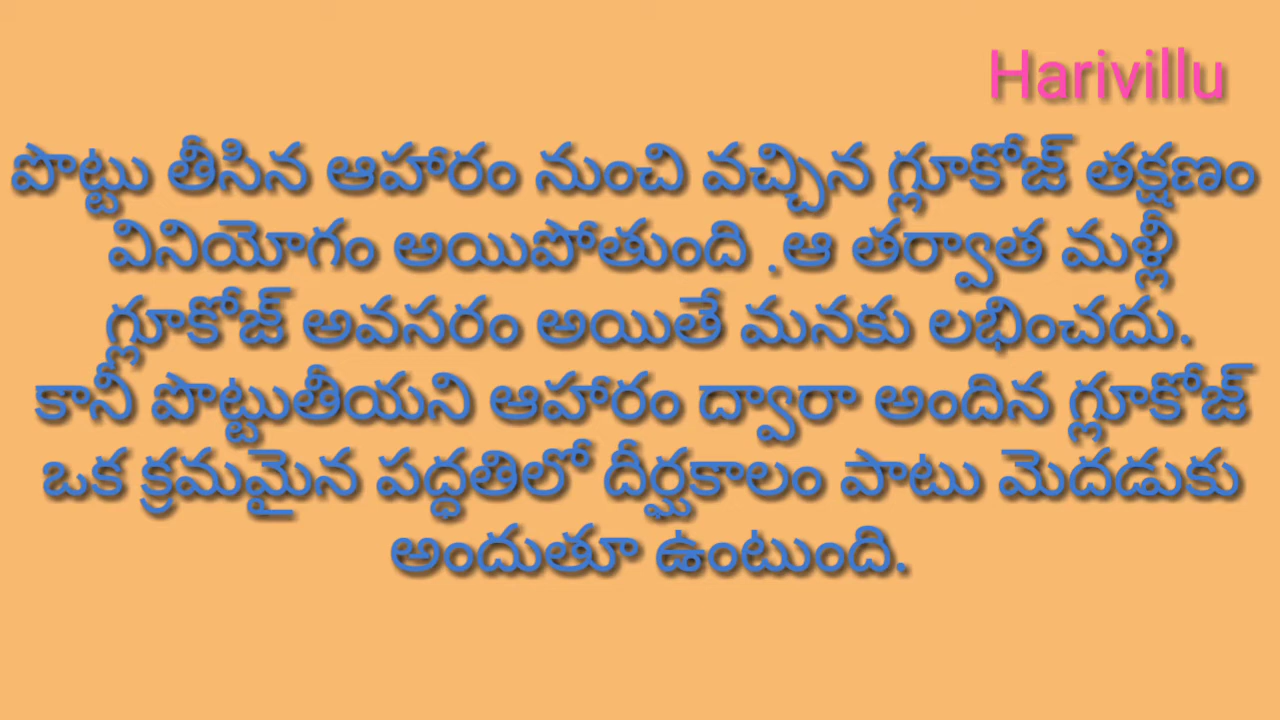 Harivillu
పొట్టు తీసిన ఆహారం నుంచి వచ్చిన గ్లూకోజ్ తక్షణం
వినియోగం అయిపోతుంది .ఆ తర్వాత మళ్లీ
గ్లూకోజ్ అవసరం అయితే మనకు లభించదు.
కానీ పొట్టుతీయని ఆహారం ద్వారా అందిన గ్లూకోజ్
ఒక క్రమమైన పద్ధతిలో దీర్ఘకాలం పాటు మెదడుకు
అందుతూ ఉంటుంది.